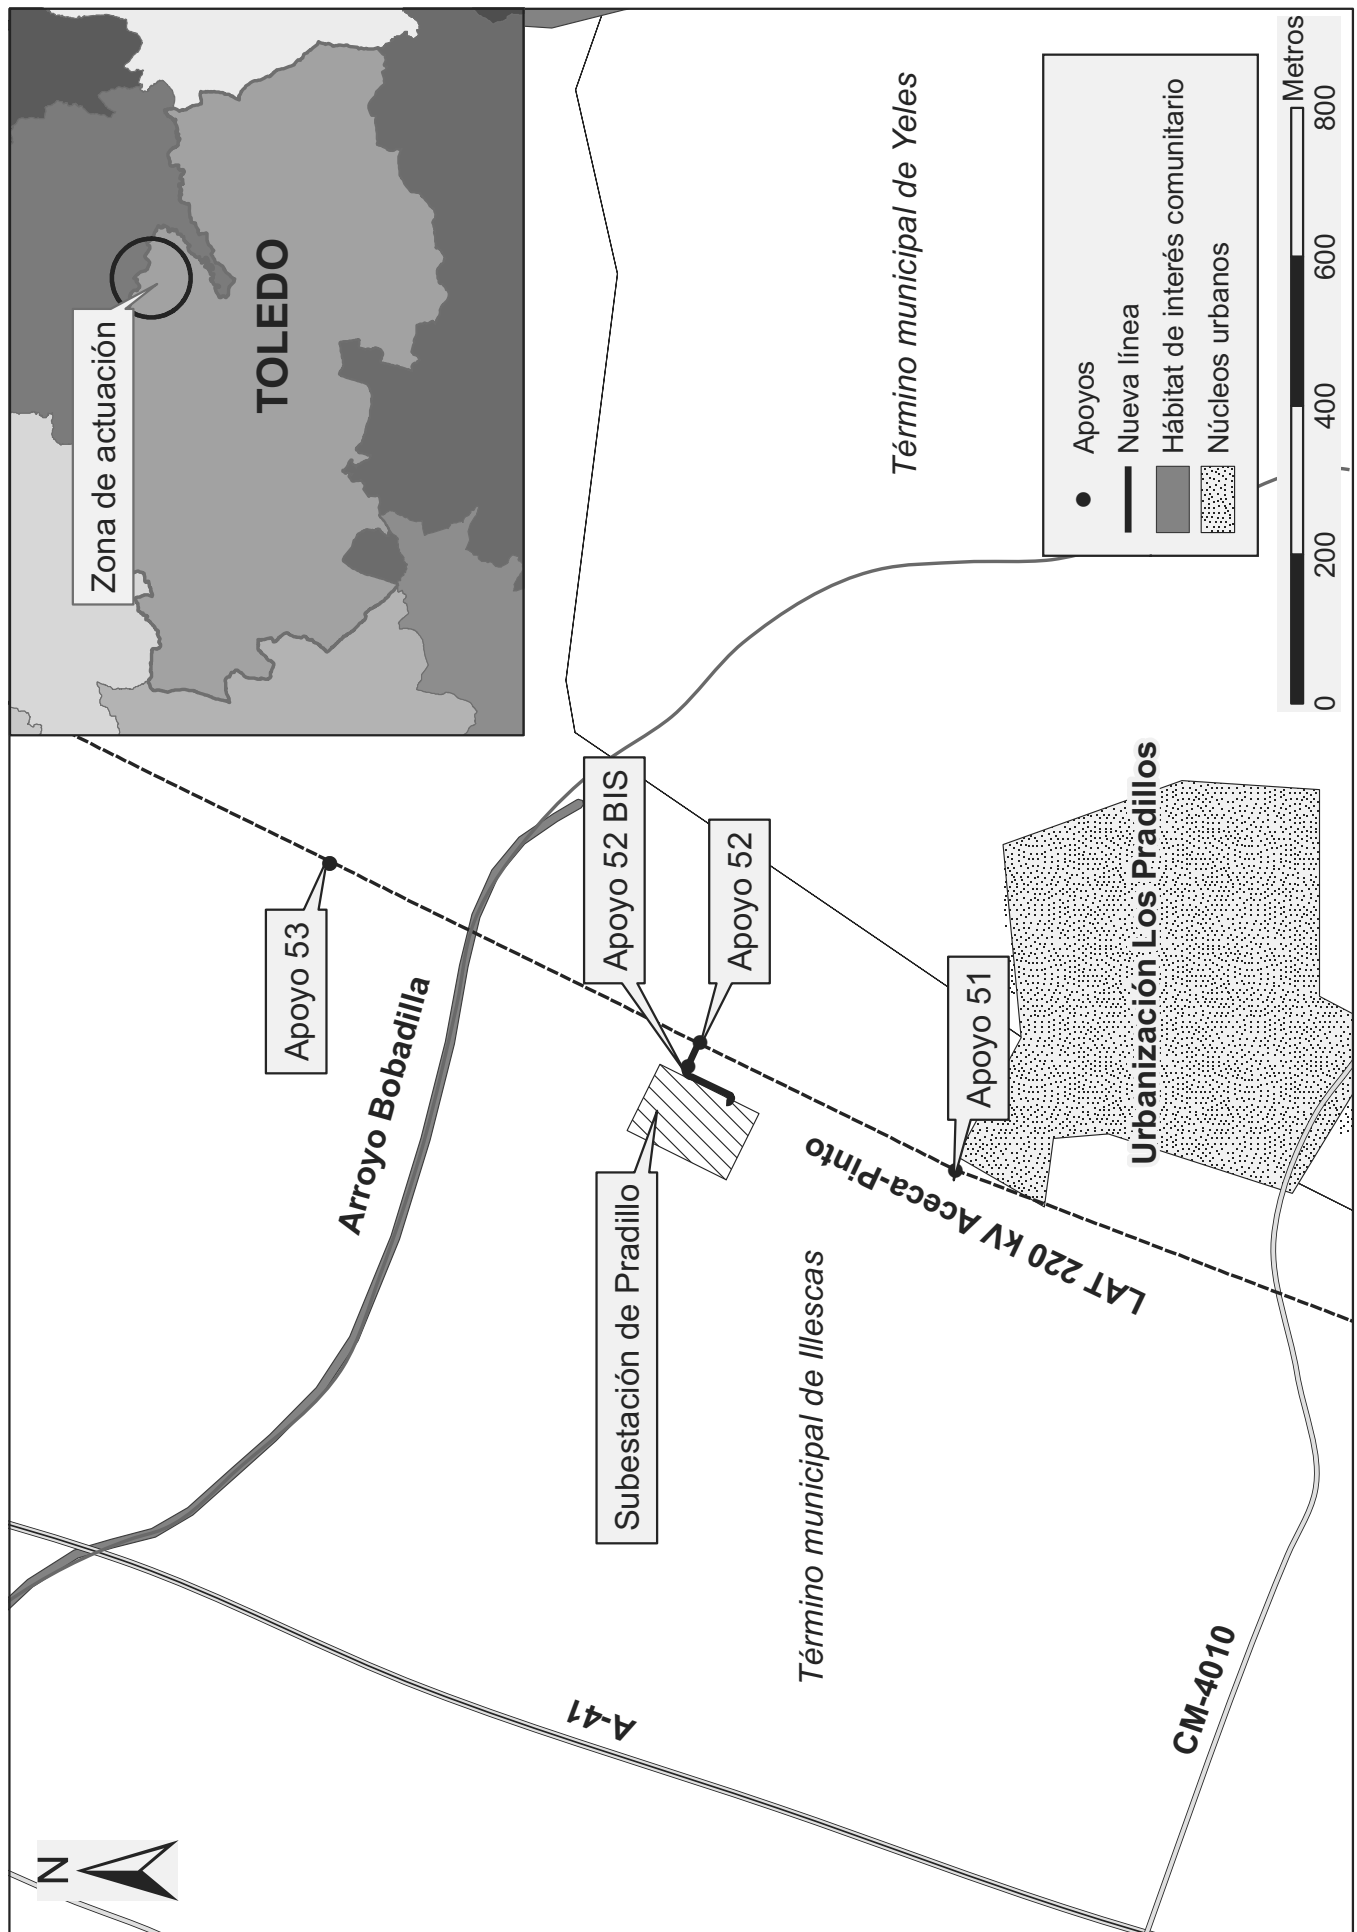 N
Zona de actuación
TOLEDO
Apoyo 53
Arroyo Bobadilla
Apoyo 52 BIS
Apoyo 52
Subestación de Pradillo
Apoyo 51
LAT 220 kV Aceca-Pinto
Urbanización Los Pradillos
Término municipal de Illescas
Término municipal de Yeles
A-41
CM-4010
Apoyos
Nueva línea
Hábitat de interés comunitario
Núcleos urbanos
Metros
0 200 400 600 800